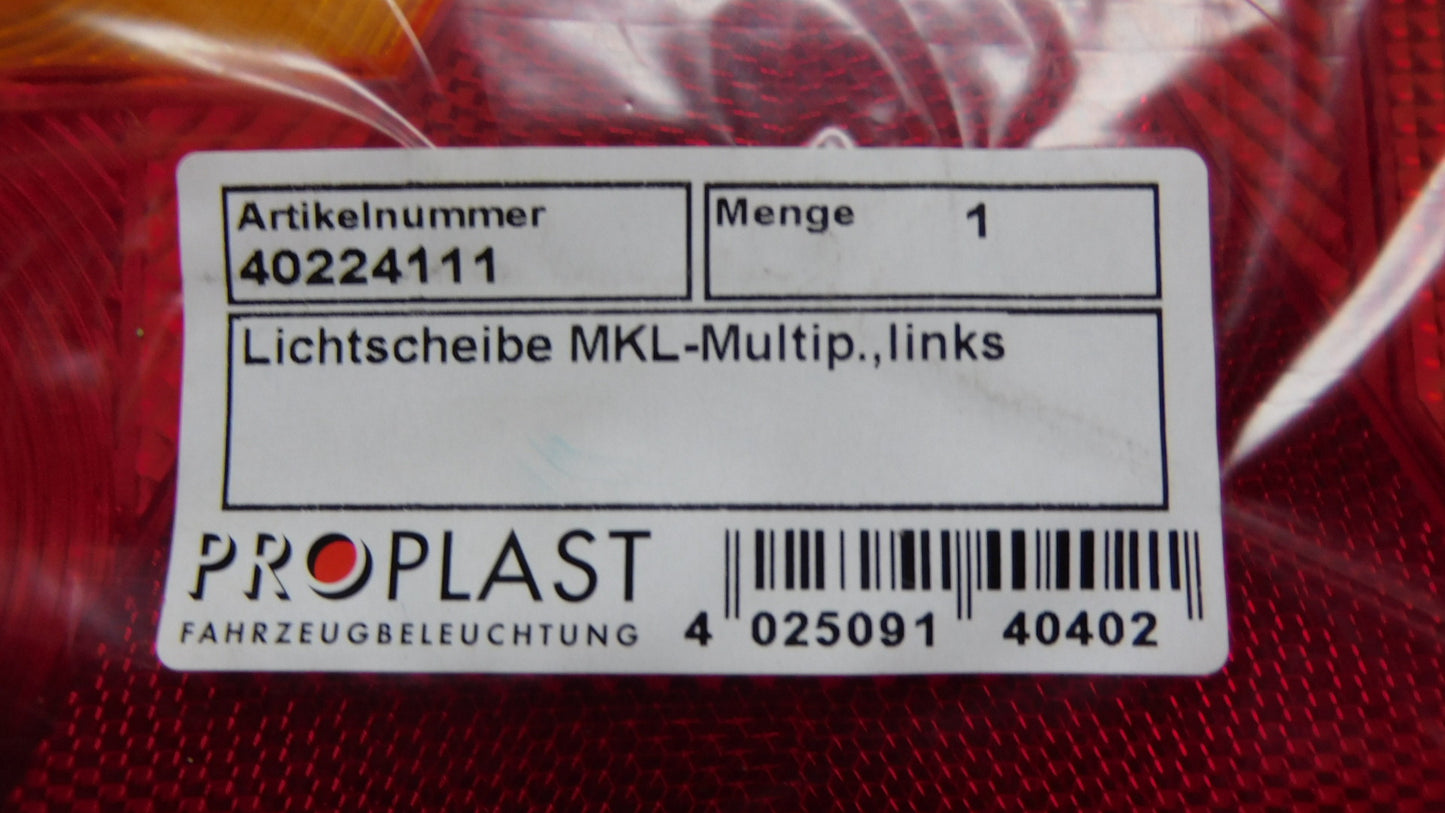 Artikelnummer
40224111
Menge 1
Lichtscheibe MKL-Multip.,links
PROPLAST
FAHRZEUGBELEUCHTUNG
4 025091 40402